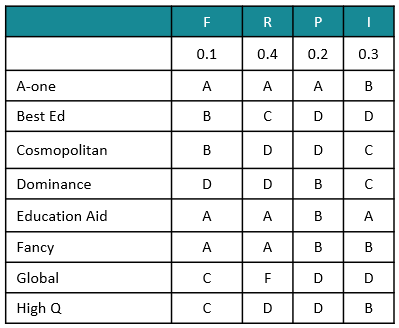 F R P I
0.1 0.4 0.2 0.3
A-one A A A B
Best Ed B C D D
Cosmopolitan B D D C
Dominance D D B C
Education Aid A A B A
Fancy A A B B
Global C F D D
High Q C D D B